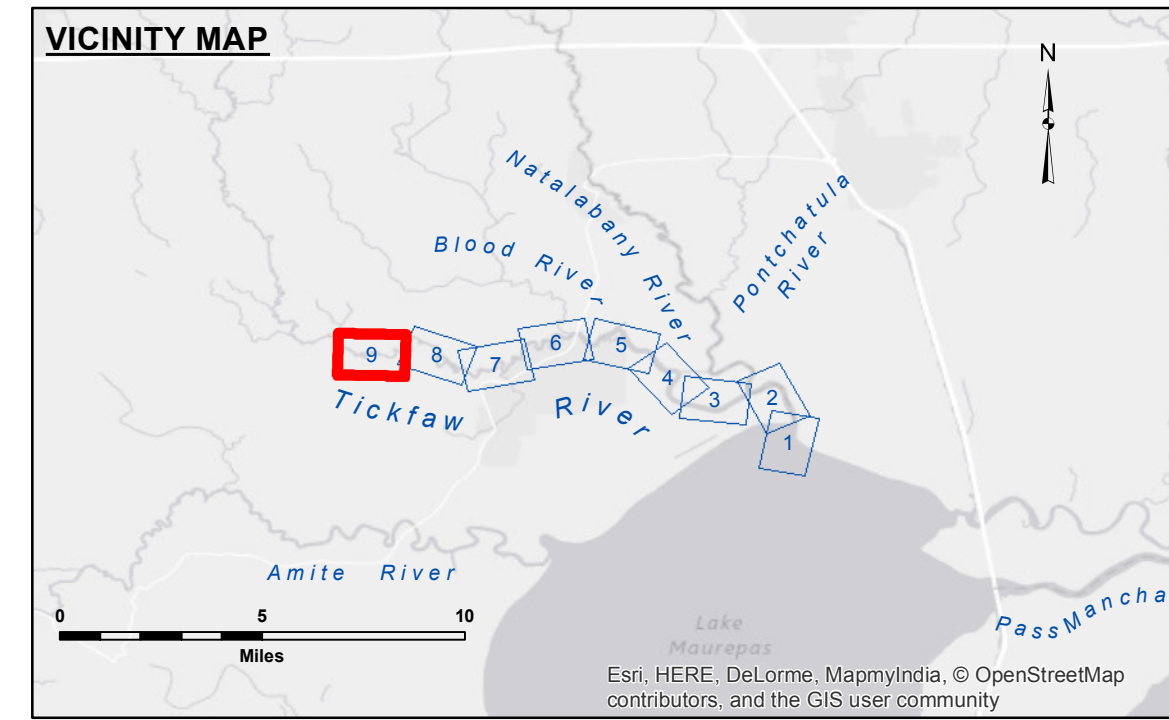 VICINITY MAP
N
Natalabany River
Pontchatula
River
Blood River
9
8
7
6
5
4
3
2
1
Tickfaw River
Amite River
PassMancha
0 5 10
Miles
Lake
Maurepas
Esri, HERE, DeLorme, MapmyIndia, © OpenStreetMap
contributors, and the GIS user community